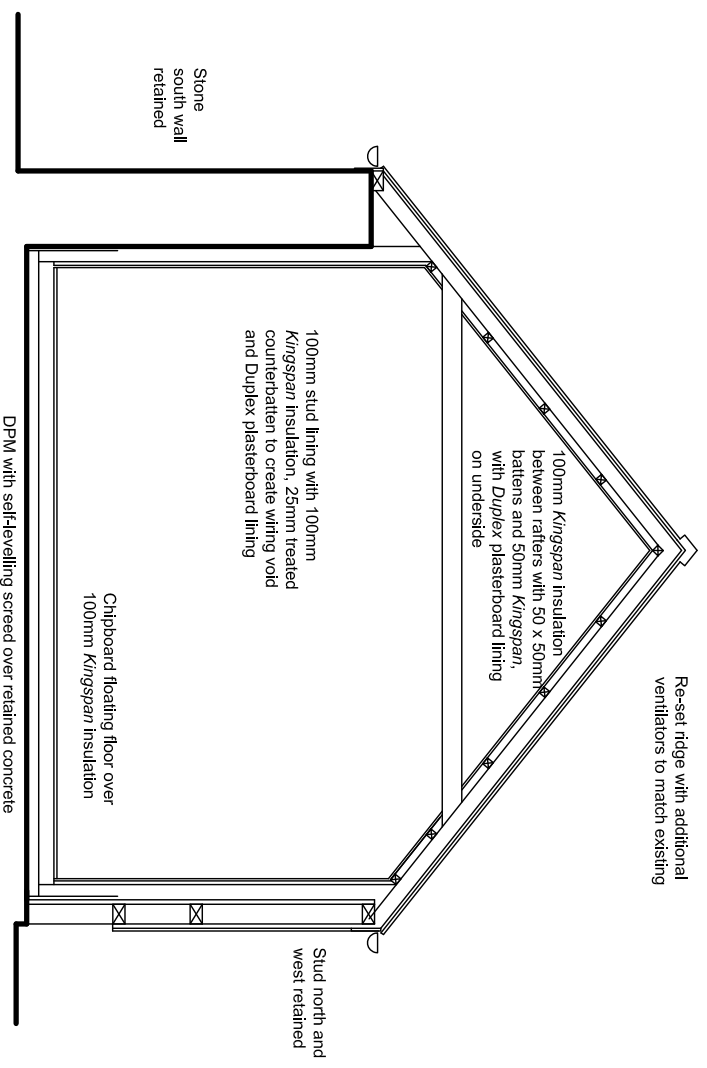 Re-set ridge with additional
ventilators to match existing
100mm Kingspan insulation
between rafters with 50 x 50mm
battens and 50mm Kingspan,
with Duplex plasterboard lining
on underside
Stone
south wall
retained
100mm stud lining with 100mm
Kingspan insulation, 25mm treated
counterbatten to create wiring void
and Duplex plasterboard lining
Stud north and
west retained
Chipboard floating floor over
100mm Kingspan insulation
DPM with self-levelling screed over retained concrete